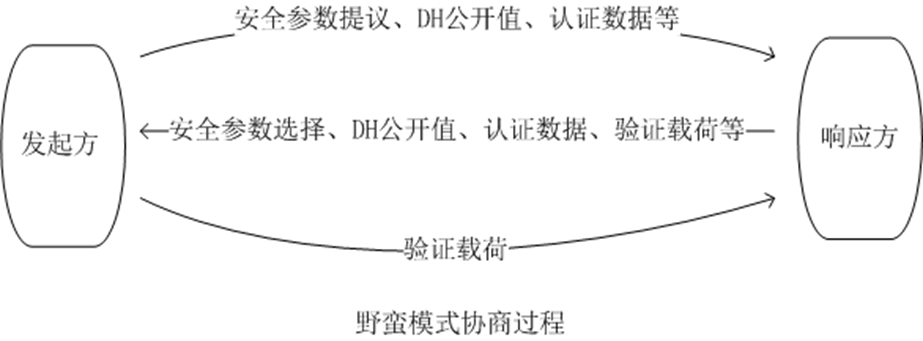 安全参数提议、DH公开值、认证数据等
发起方
安全参数选择、DH公开值、认证数据、验证载荷等
响应方
验证载荷
野蛮模式协商过程